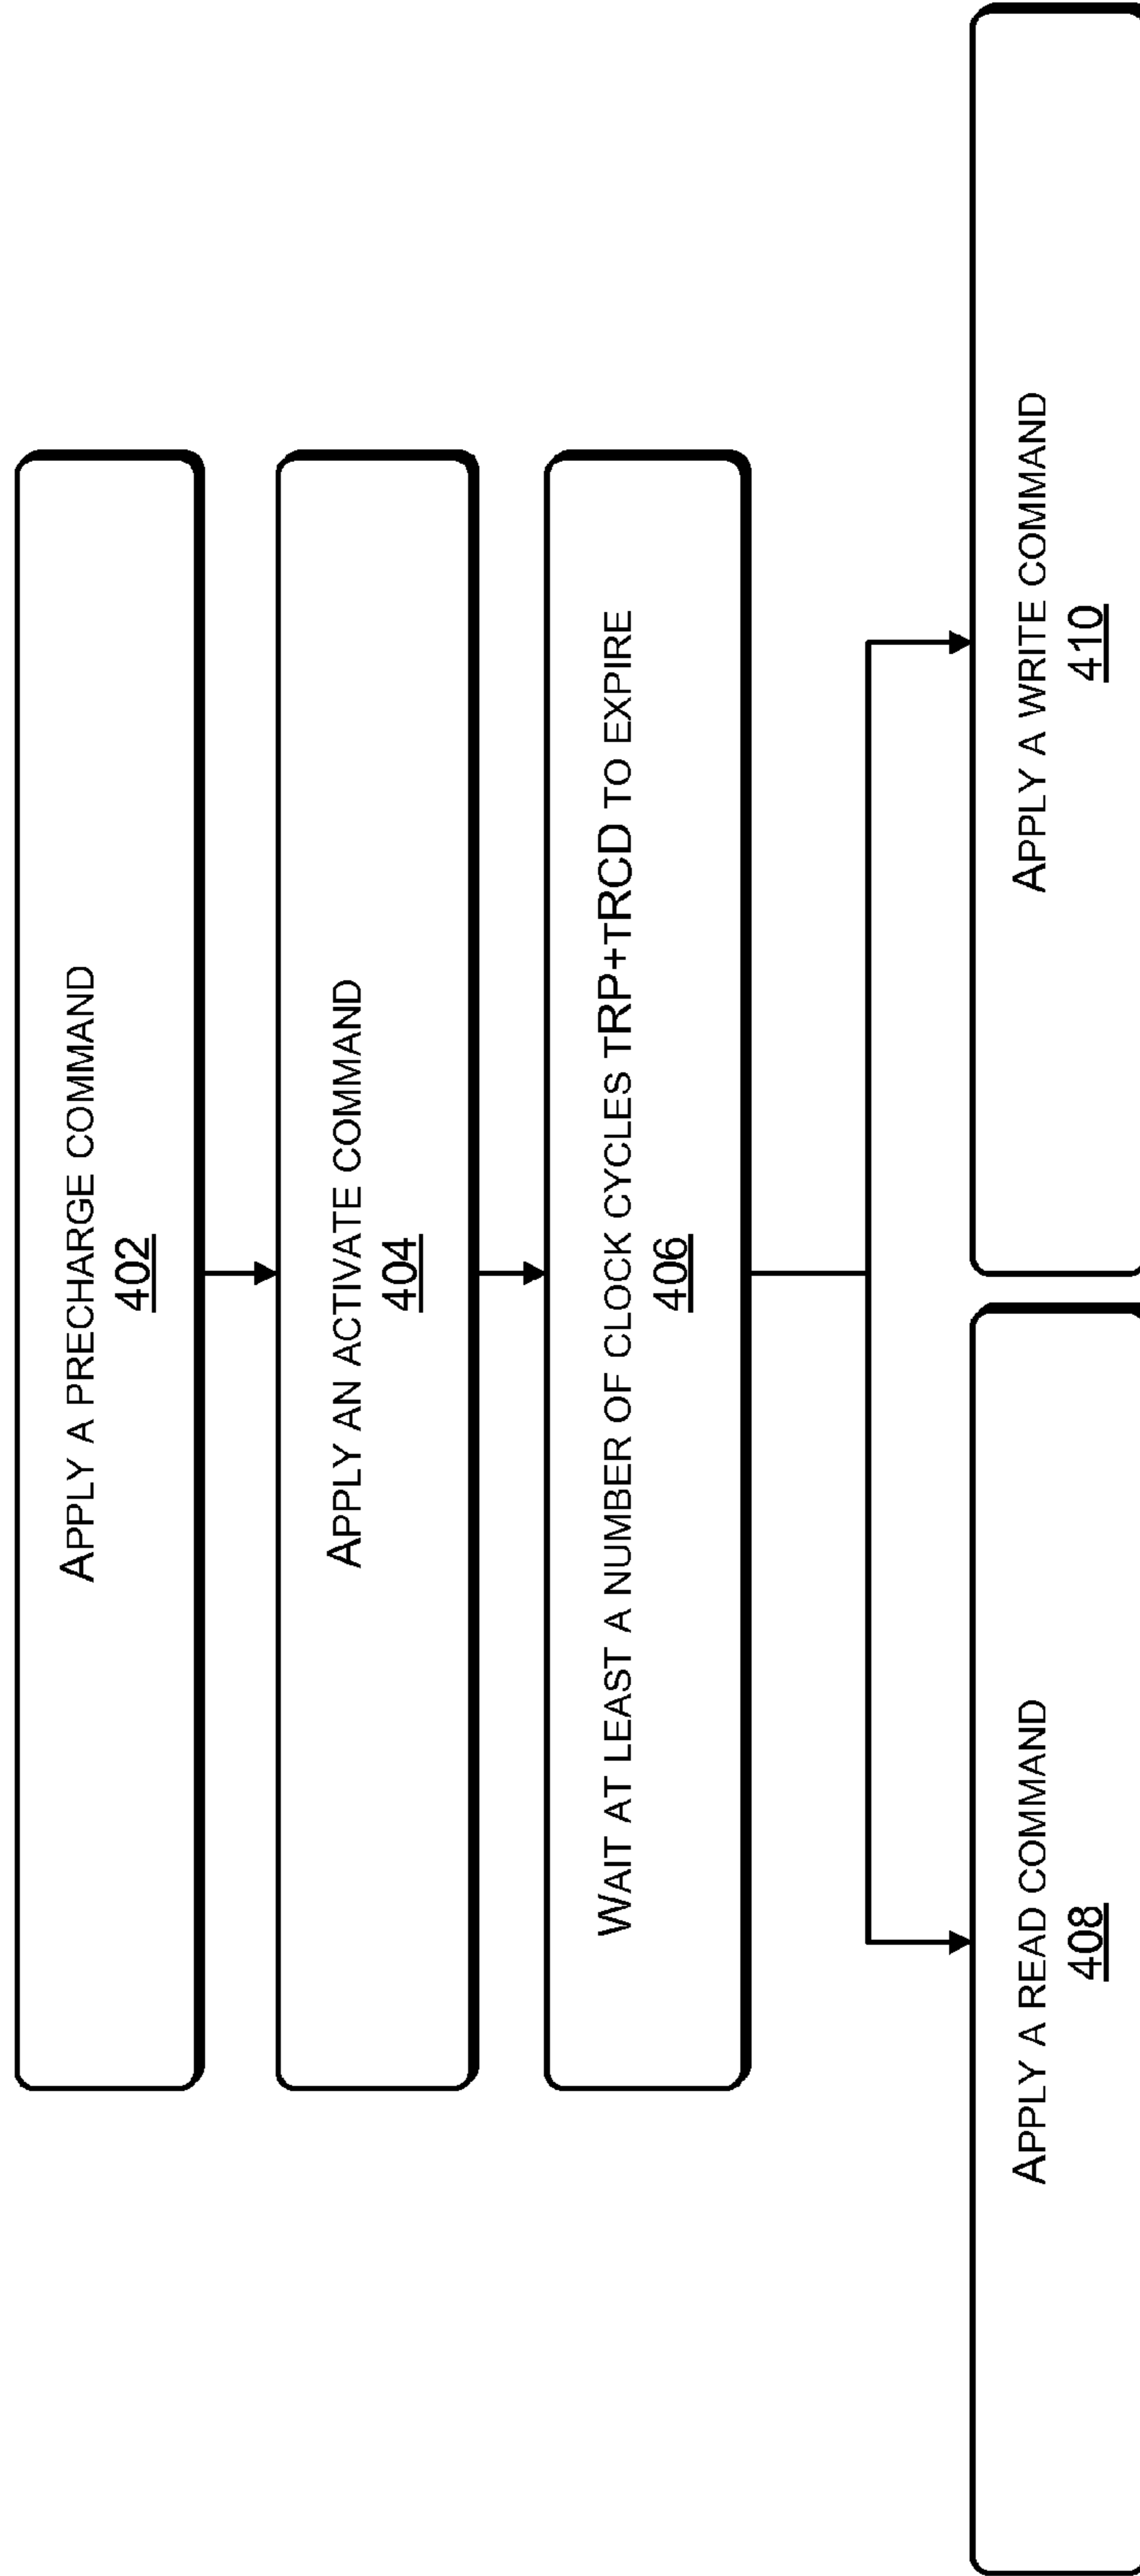 APPLY A PRECHARGE COMMAND
402
APPLY AN ACTIVATE COMMAND
404
WAIT AT LEAST A NUMBER OF CLOCK CYCLES TRP+TRCD TO EXPIRE
406
APPLY A READ COMMAND
408
APPLY A WRITE COMMAND
410